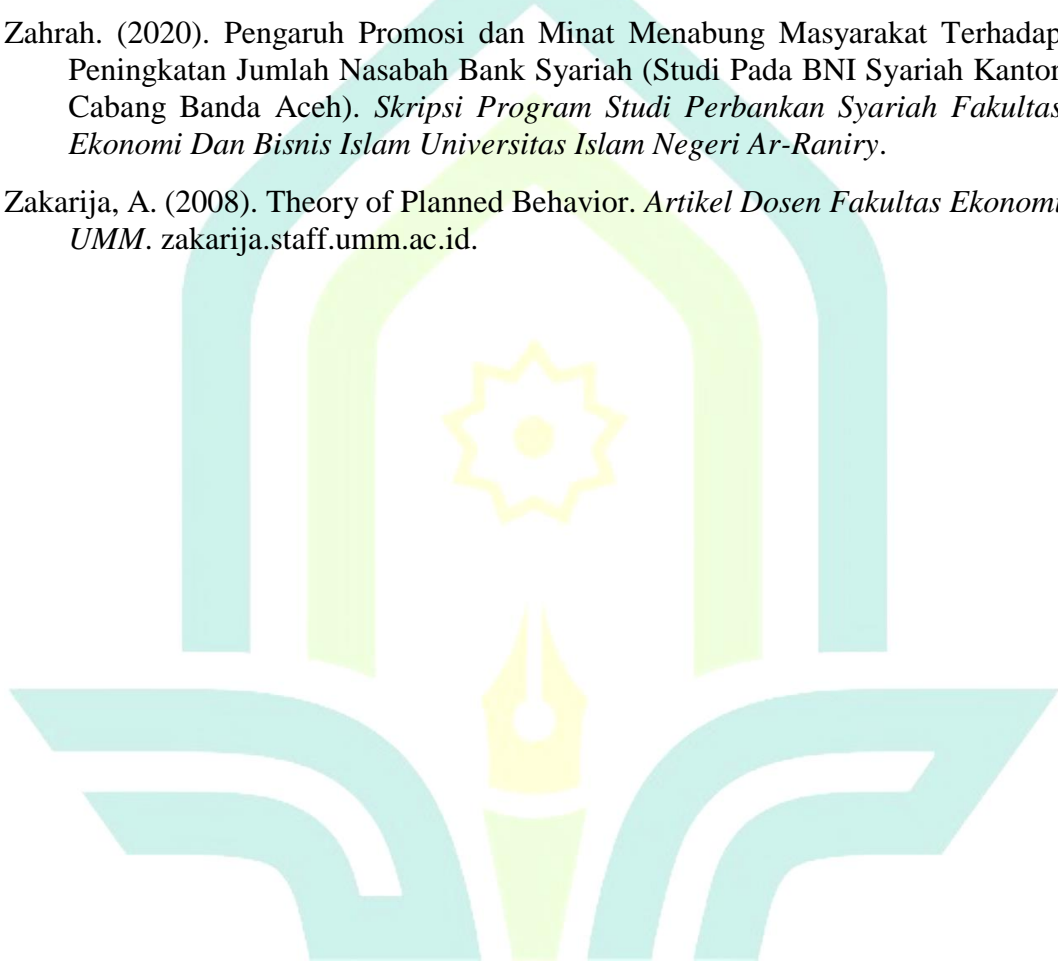 Zahrah. (2020). Pengaruh Promosi dan Minat Menabung Masyarakat Terhadap
Peningkatan Jumlah Nasabah Bank Syariah (Studi Pada BNI Syariah Kantor
Cabang Banda Aceh). Skripsi Program Studi Perbankan Syariah Fakultas
Ekonomi Dan Bisnis Islam Universitas Islam Negeri Ar-Raniry.
Zakarija, A. (2008). Theory of Planned Behavior. Artikel Dosen Fakultas Ekonomi
UMM. zakarija.staff.umm.ac.id.